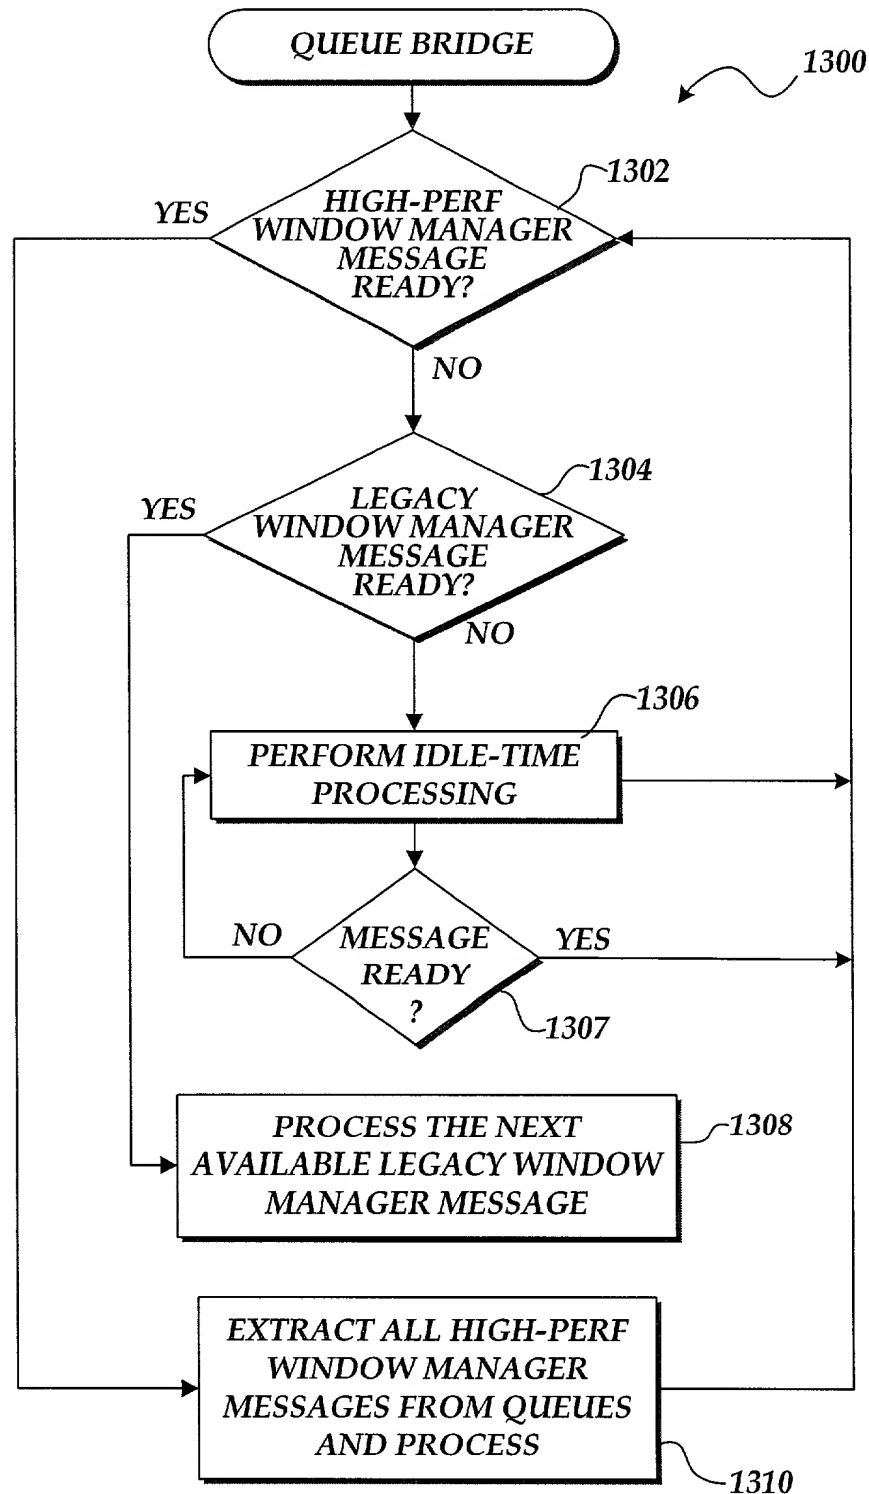 QUEUE BRIDGE
1300
1302
YES
HIGH-PERF
WINDOW MANAGER
MESSAGE
READY?
NO
1304
YES
LEGACY
WINDOW MANAGER
MESSAGE
READY?
NO
1306
PERFORM IDLE-TIME
PROCESSING
NO
MESSAGE
READY
?
YES
1307
PROCESS THE NEXT
AVAILABLE LEGACY WINDOW
MANAGER MESSAGE
1308
EXTRACT ALL HIGH-PERF
WINDOW MANAGER
MESSAGES FROM QUEUES
AND PROCESS
1310